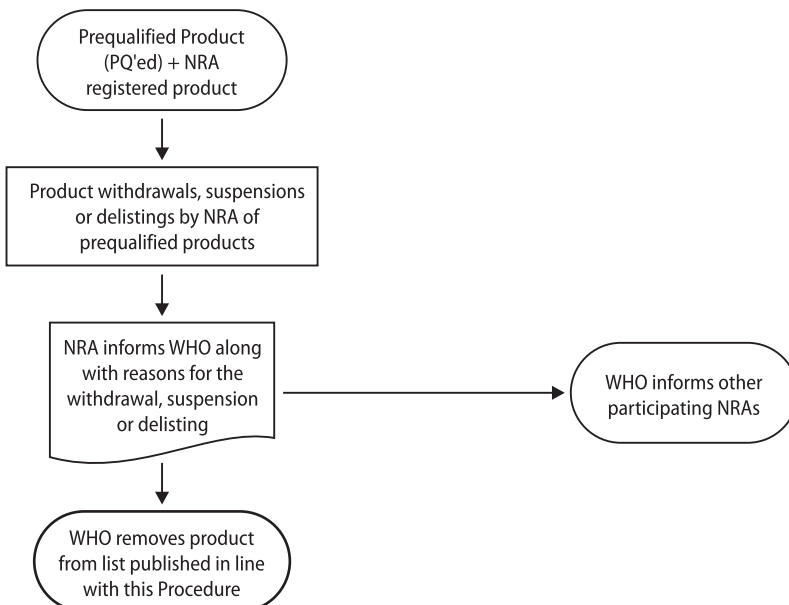 Prequalified Product
(PQ'ed) + NRA
registered product
Product withdrawals, suspensions
or delistings by NRA of
prequalified products
NRA informs WHO along
with reasons for the
withdrawal, suspension
or delisting
WHO informs other
participating NRAs
WHO removes product
from list published in line
with this Procedure